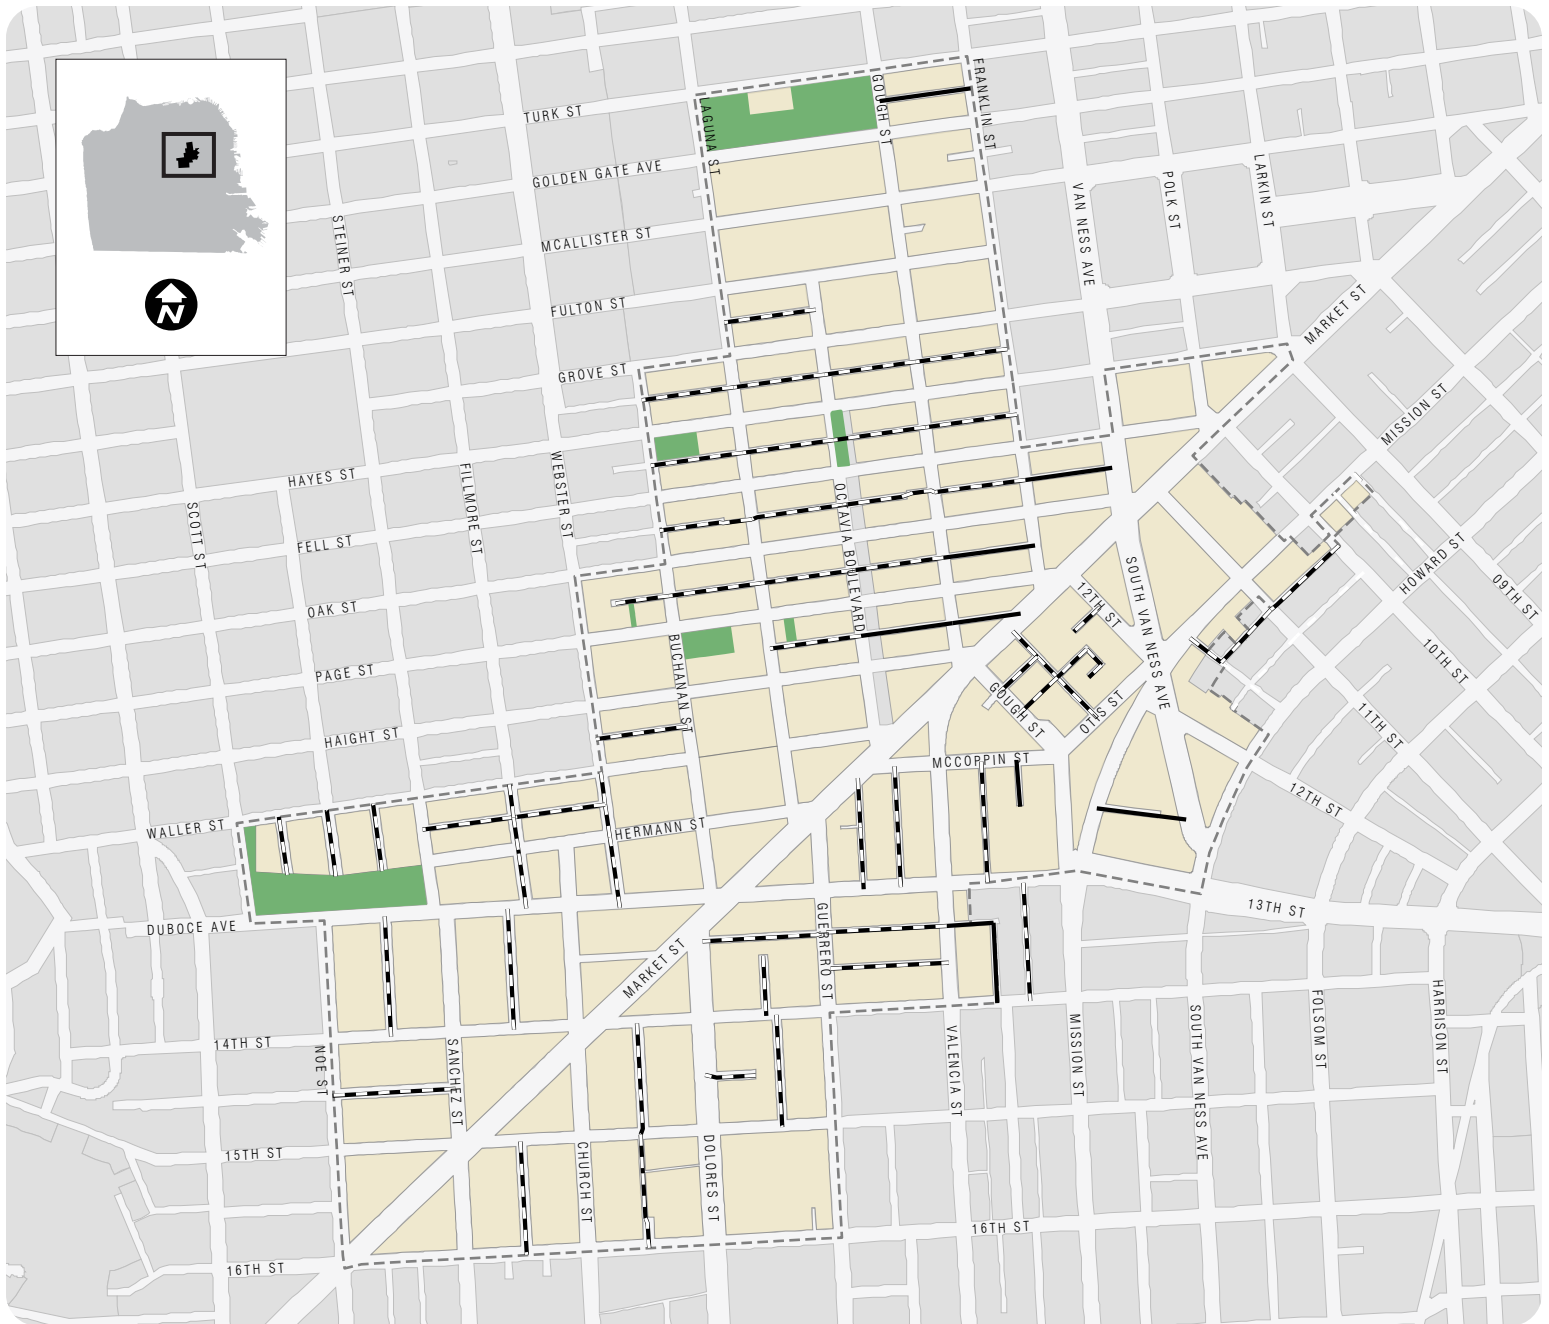 TURK ST
GOLDEN GATE AVE
MCALLISTER ST
FULTON ST
GROVE ST
HAYES ST
FELL ST
OAK ST
PAGE ST
HAIGHT ST
WALLER ST
HERMANN ST
DUBOCE AVE
14TH ST
15TH ST
16TH ST
16TH ST
STEINER ST
SCOTT ST
FILLMORE ST
WEBSTER ST
BUCHANAN ST
LAGUNA ST
OCTAVIA BOULEVARD
GOUGH ST
FRANKLIN ST
VAN NESS AVE
POLK ST
LARKIN ST
MARKET ST
MISSION ST
HOWARD ST
09TH ST
10TH ST
11TH ST
12TH ST
12TH ST
SOUTH VAN NESS AVE
GOUGH ST
OTIS ST
MCCOPPIN ST
13TH ST
MARKET ST
GUERRERO ST
NOE ST
SANCHEZ ST
CHURCH ST
DOLORES ST
VALENCIA ST
MISSION ST
SOUTH VAN NESS AVE
FOLSOM ST
HARRISON ST
N